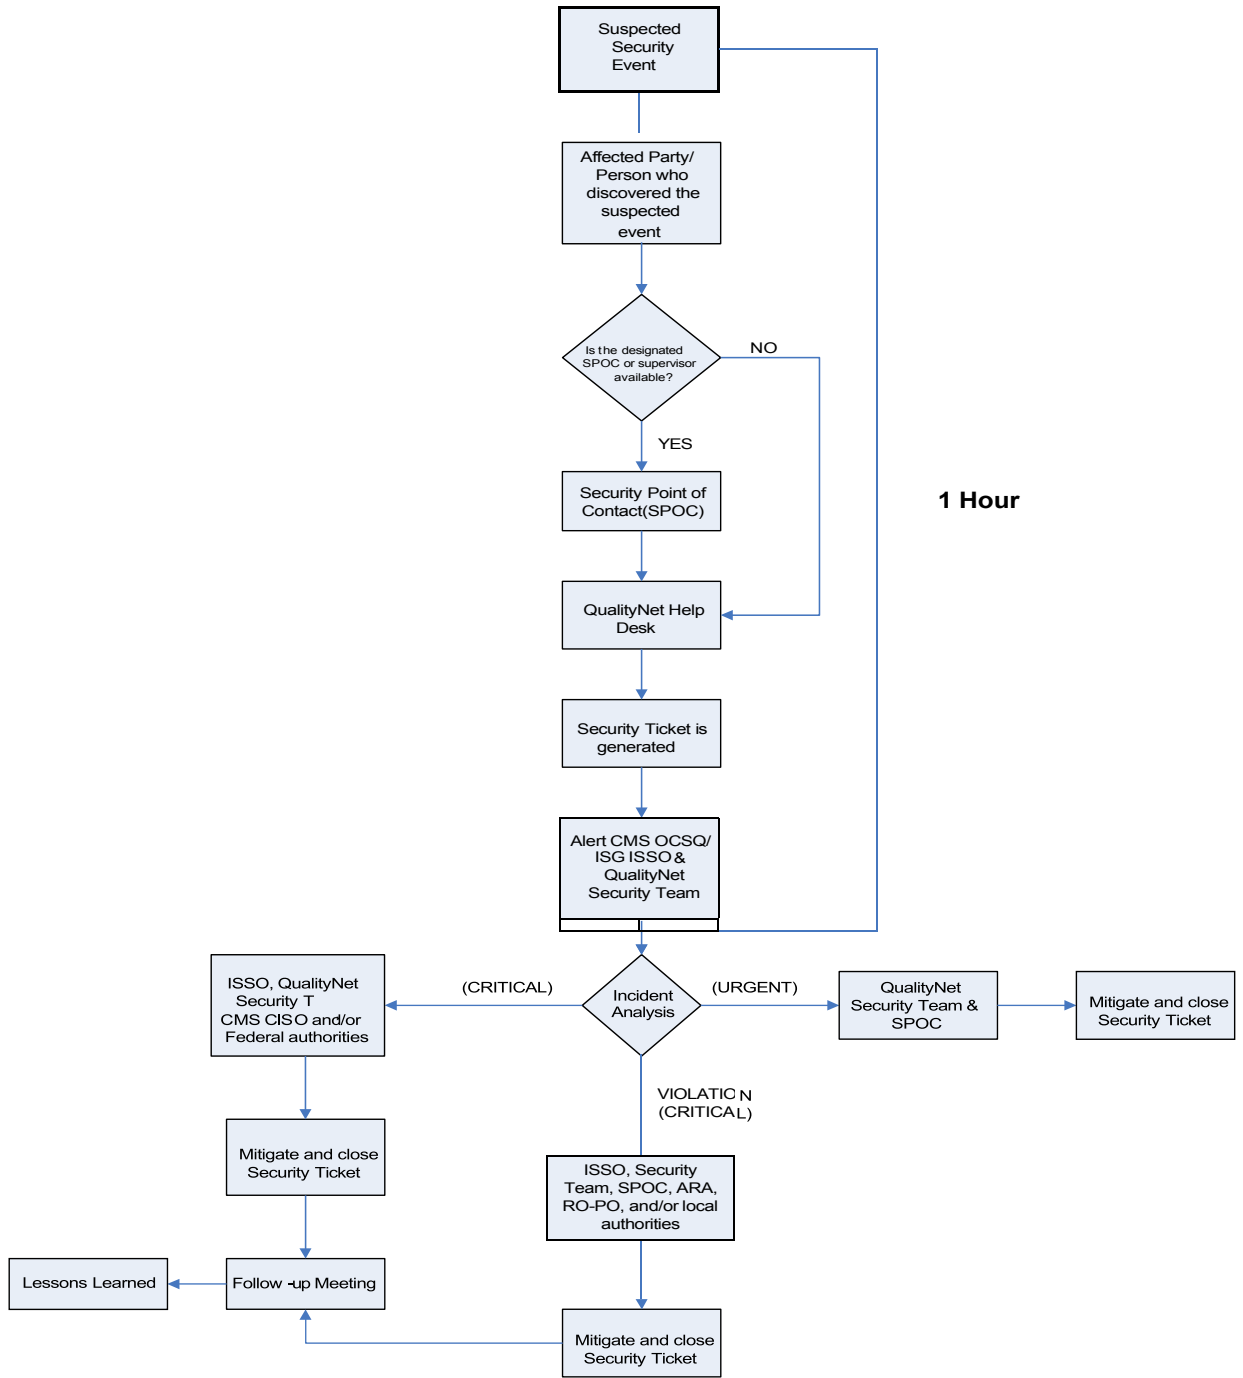 Suspected
Security
Event
Affected Party/
Person who
discovered the
suspected
event
Is the designated
SPOC or supervisor
available?
NO
YES
Security Point of
Contact(SPOC)
1 Hour
QualityNet Help
Desk
Security Ticket is
generated
Alert CMS OCSQ/
ISG ISSO &
QualityNet
Security Team
ISSO, QualityNet
Security T
CMS CISO and/or
Federal authorities
(CRITICAL)
Incident
Analysis
(URGENT)
QualityNet
Security Team &
SPOC
Mitigate and close
Security Ticket
VIOLATION
(CRITICAL)
Mitigate and close
Security Ticket
ISSO, Security
Team, SPOC, ARA,
RO-PO, and/or local
authorities
Lessons Learned
Follow -up Meeting
Mitigate and close
Security Ticket